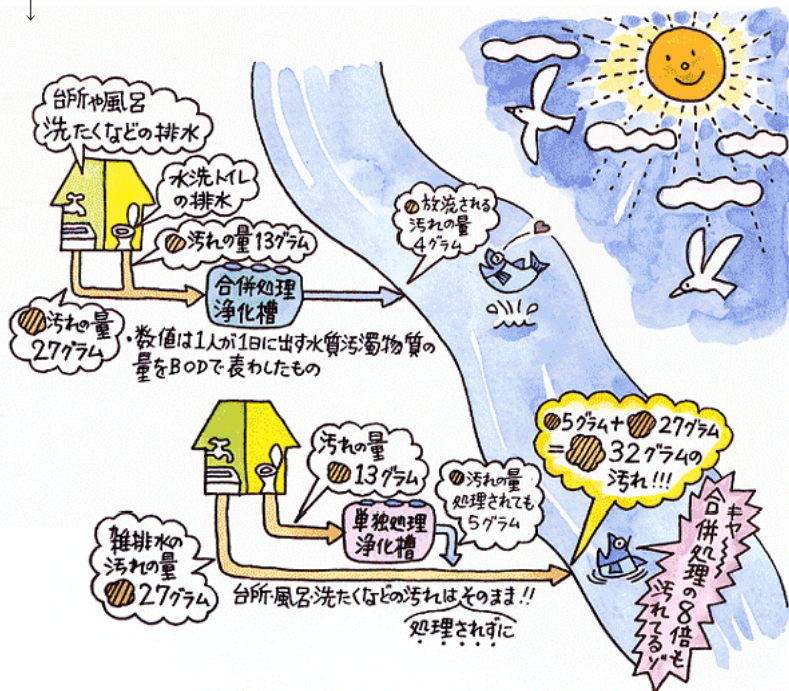 台所や風呂
洗たくなどの排水
水洗トイレ
の排水
汚れの量13グラム
合併処理
浄化槽
汚れの量
27グラム
放流される
汚れの量
4グラム
・数値は1人が1日に出す水質汚濁物質の
量をBODで表わしたもの
汚れの量
13グラム
単独処理
浄化槽
汚れの量
処理されても
5グラム
雑排水の
汚れの量
27グラム
台所・風呂・洗たくなどの汚れはそのまま!!
処理されずに
5グラム+27グラム
=32グラムの
汚れ!!!
キャー
合併処理の8倍も
汚れてるゾ